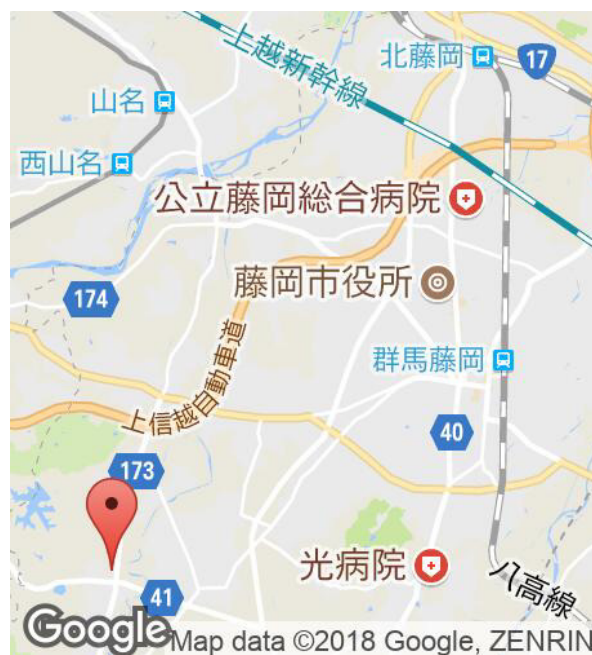 上越新幹線
北藤岡
17
山名
西山名
公立藤岡総合病院
藤岡市役所
174
上信越自動車道
群馬藤岡
40
173
光病院
41
八高線
Google
Map data ©2018 Google, ZENRIN